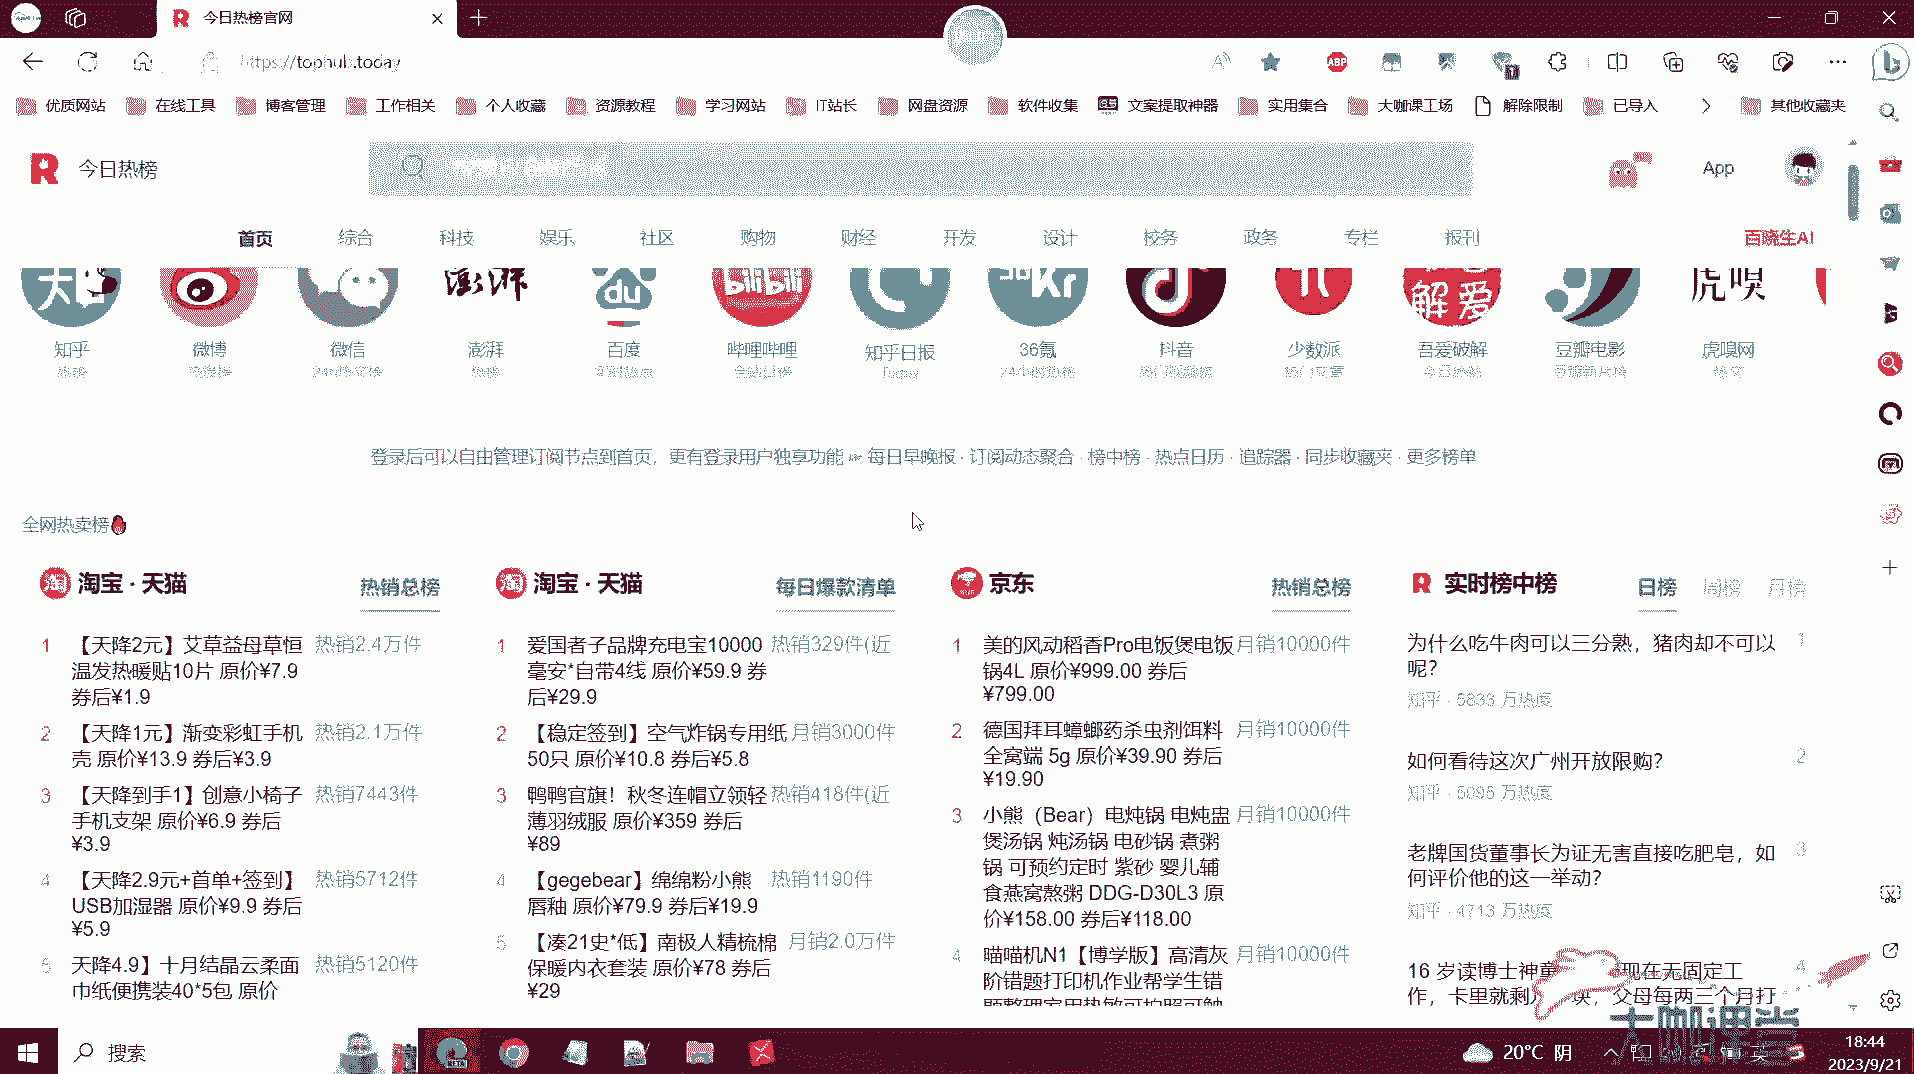 今日热榜官网
https://tophub.today
优质网站 在线工具 博客管理 工作相关 个人收藏 资源教程 学习网站 IT站长 网盘资源 软件收集 文案提取神器 实用集合 大咖课工场 解除限制 已导入 其他收藏夹
今日热榜
App
首页 综合 科技 娱乐 社区 购物 财经 开发 设计 校务 政务 专栏 报刊 百晓生AI
知乎 微博 微信 澎湃 百度 哔哩哔哩 知乎日报 36氪 抖音 少数派 吾爱破解 豆瓣电影 虎嗅网
登录后可以自由管理订阅节点到首页，更有登录用户独享功能 ☞ 每日早晚报 · 订阅动态聚合 · 榜中榜 · 热点日历 · 追踪器 · 同步收藏夹 · 更多榜单
全网热卖榜
淘宝 · 天猫 热销总榜
1 【天降2元】艾草益母草恒 热销2.4万件
温发热暖贴10片 原价¥7.9
券后¥1.9
2 【天降1元】渐变彩虹手机 热销2.1万件
壳 原价¥13.9 券后¥3.9
3 【天降到手1】创意小椅子 热销7443件
手机支架 原价¥6.9 券后
¥3.9
4 【天降2.9元+首单+签到】 热销5712件
USB加湿器 原价¥9.9 券后
¥5.9
5 天降4.9】十月结晶云柔面 热销5120件
巾纸便携装40*5包 原价
淘宝 · 天猫 每日爆款清单
1 爱国者子品牌充电宝10000 热销329件(近
毫安*自带4线 原价¥59.9 券
后¥29.9
2 【稳定签到】空气炸锅专用纸 月销3000件
50只 原价¥10.8 券后¥5.8
3 鸭鸭官旗！秋冬连帽立领轻 热销418件(近
薄羽绒服 原价¥359 券后
¥89
4 【gegebear】绵绵粉小熊 热销1190件
唇釉 原价¥79.9 券后¥19.9
5 【凑21史*低】南极人精梳棉 月销2.0万件
保暖内衣套装 原价¥78 券后
¥29
京东 热销总榜
1 美的风动稻香Pro电饭煲电饭 月销10000件
锅4L 原价¥999.00 券后
¥799.00
2 德国拜耳蟑螂药杀虫剂饵料 月销10000件
全窝端 5g 原价¥39.90 券后
¥19.90
3 小熊（Bear）电炖锅 电炖盅 月销10000件
煲汤锅 炖汤锅 电砂锅 煮粥
锅 可预约定时 紫砂 婴儿辅
食燕窝熬粥 DDG-D30L3 原
价¥158.00 券后¥118.00
4 喵喵机N1【博学版】高清灰 月销10000件
阶错题打印机作业帮学生错
实时榜中榜 日榜 周榜 月榜
为什么吃牛肉可以三分熟，猪肉却不可以 1
呢？
知乎 · 5833 万热度
如何看待这次广州开放限购？ 2
知乎 · 5095 万热度
老牌国货董事长为证无害直接吃肥皂，如 3
何评价他的这一举动？
知乎 · 4713 万热度
16 岁读博士神童 现在无固定工 4
作，卡里就剩 块，父母每两三个月打
大咖课堂
搜索
20°C 阴
英
18:44
2023/9/21